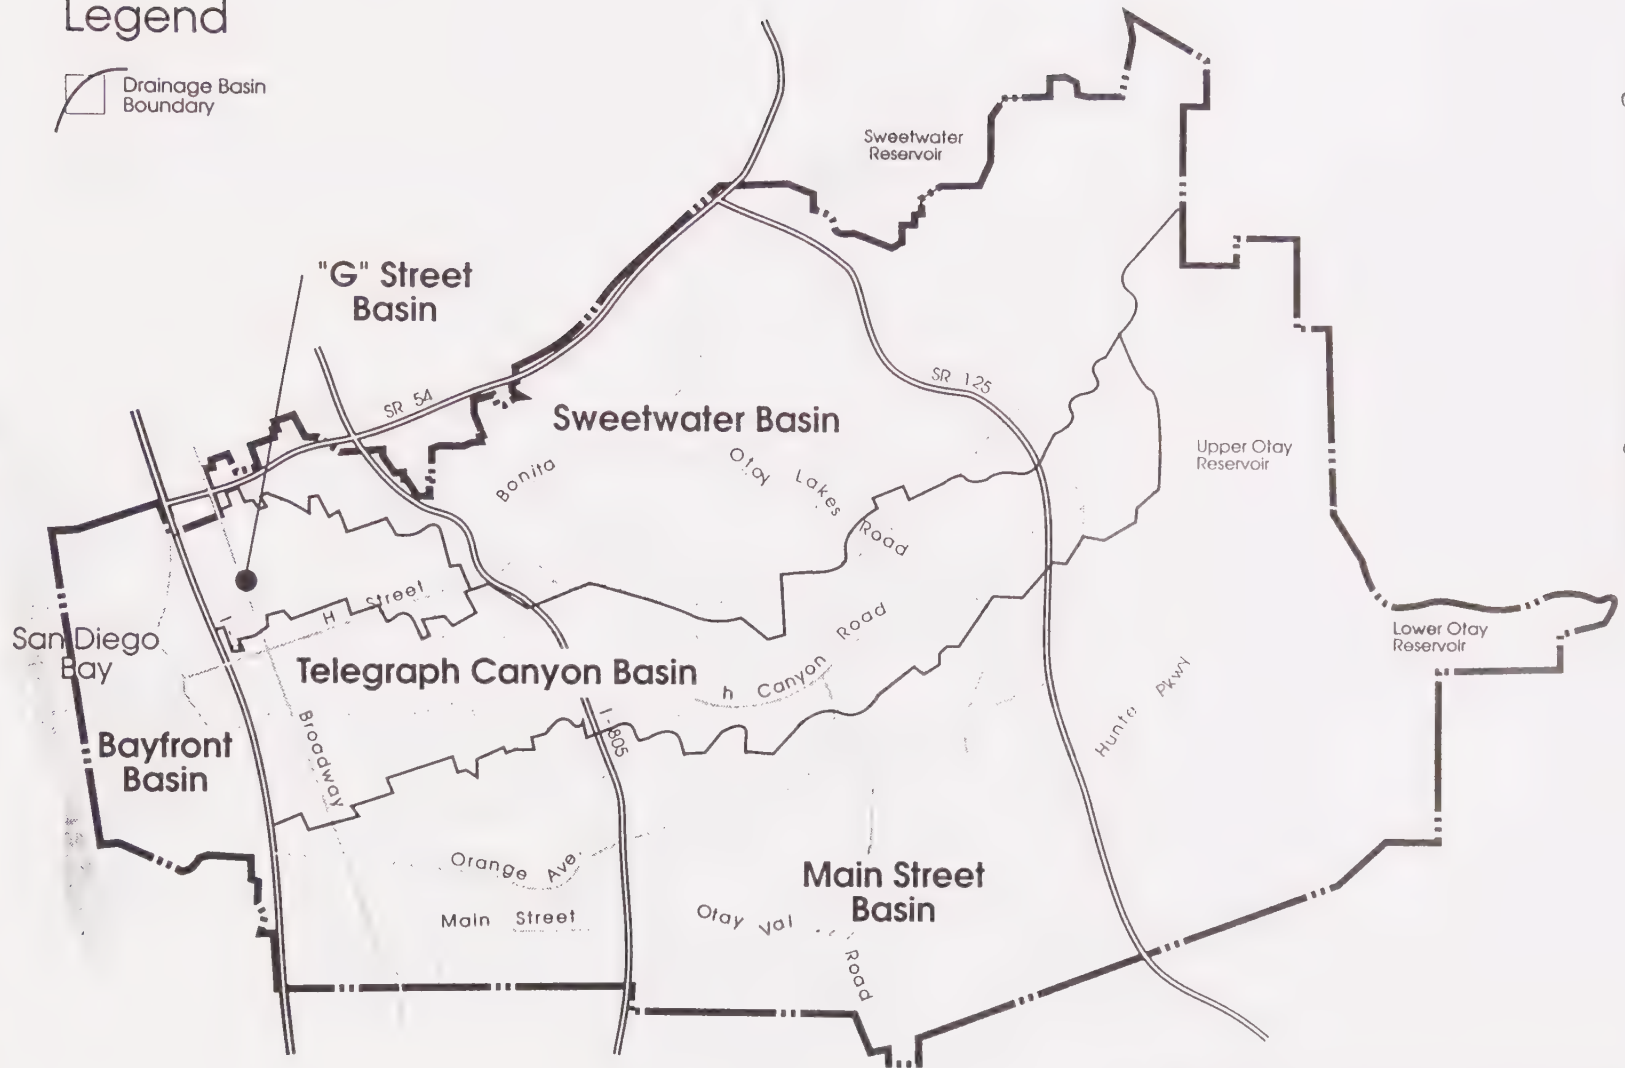 Legend
Drainage Basin
Boundary
Sweetwater
Reservoir
"G" Street
Basin
SR 54
SR 125
Sweetwater Basin
Bonita
Otay Lakes Road
Upper Otay
Reservoir
H Street
San Diego
Bay
Telegraph Canyon Basin
h Canyon Road
Lower Otay
Reservoir
Hunte Pkwy
Bayfront
Basin
Broadway
I-805
Orange Ave.
Main Street
Main Street
Basin
Otay Val Road